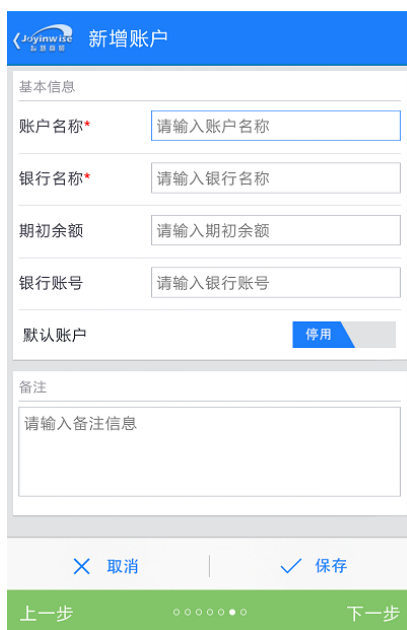 Joyinwise
新增账户
基本信息
账户名称*
请输入账户名称
银行名称*
请输入银行名称
期初余额
请输入期初余额
银行账号
请输入银行账号
默认账户
停用
备注
请输入备注信息
取消
保存
上一步
下一步